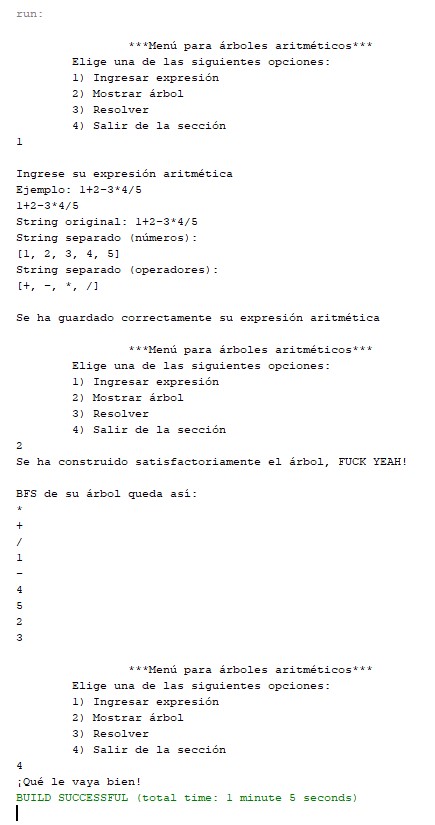 run:
***Menú para árboles aritméticos***
Elige una de las siguientes opciones:
1) Ingresar expresión
2) Mostrar árbol
3) Resolver
4) Salir de la sección
1
Ingrese su expresión aritmética
Ejemplo: 1+2-3*4/5
1+2-3*4/5
String original: 1+2-3*4/5
String separado (números):
[1, 2, 3, 4, 5]
String separado (operadores):
[+, -, *, /]
Se ha guardado correctamente su expresión aritmética
***Menú para árboles aritméticos***
Elige una de las siguientes opciones:
1) Ingresar expresión
2) Mostrar árbol
3) Resolver
4) Salir de la sección
2
Se ha construido satisfactoriamente el árbol, FUCK YEAH!
BFS de su árbol queda así:
*
+
/
1
-
4
5
2
3
***Menú para árboles aritméticos***
Elige una de las siguientes opciones:
1) Ingresar expresión
2) Mostrar árbol
3) Resolver
4) Salir de la sección
4
¡Qué le vaya bien!
BUILD SUCCESSFUL (total time: 1 minute 5 seconds)